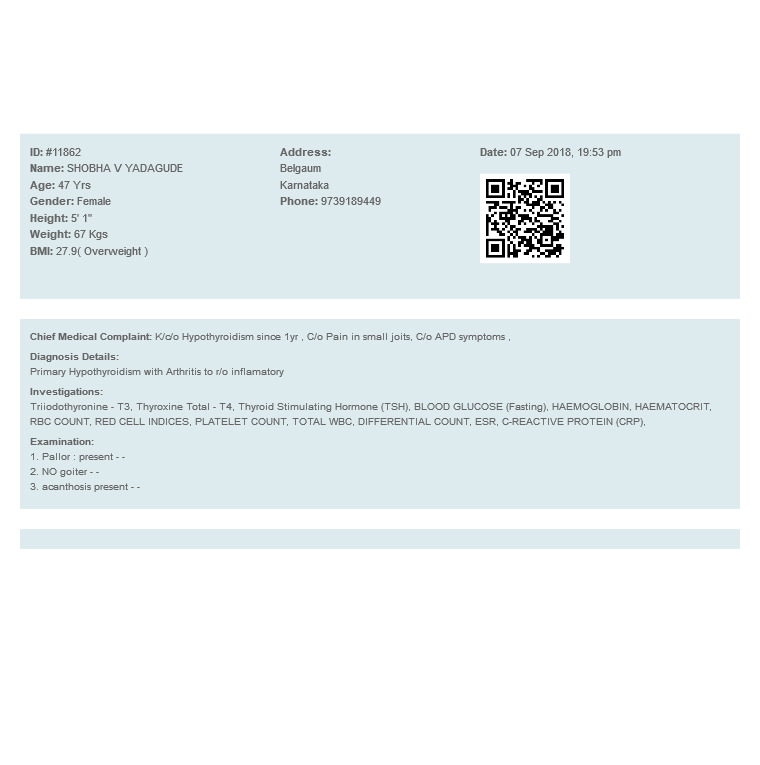 ID: #11862
Name: SHOBHA V YADAGUDE
Age: 47 Yrs
Gender: Female
Height: 5' 1"
Weight: 67 Kgs
BMI: 27.9( Overweight )
Address:
Belgaum
Karnataka
Phone: 9739189449
Date: 07 Sep 2018, 19:53 pm
Chief Medical Complaint: K/c/o Hypothyroidism since 1yr , C/o Pain in small joits, C/o APD symptoms ,
Diagnosis Details:
Primary Hypothyroidism with Arthritis to r/o inflamatory
Investigations:
Triiodothyronine - T3, Thyroxine Total - T4, Thyroid Stimulating Hormone (TSH), BLOOD GLUCOSE (Fasting), HAEMOGLOBIN, HAEMATOCRIT,
RBC COUNT, RED CELL INDICES, PLATELET COUNT, TOTAL WBC, DIFFERENTIAL COUNT, ESR, C-REACTIVE PROTEIN (CRP),
Examination:
1. Pallor : present - -
2. NO goiter - -
3. acanthosis present - -